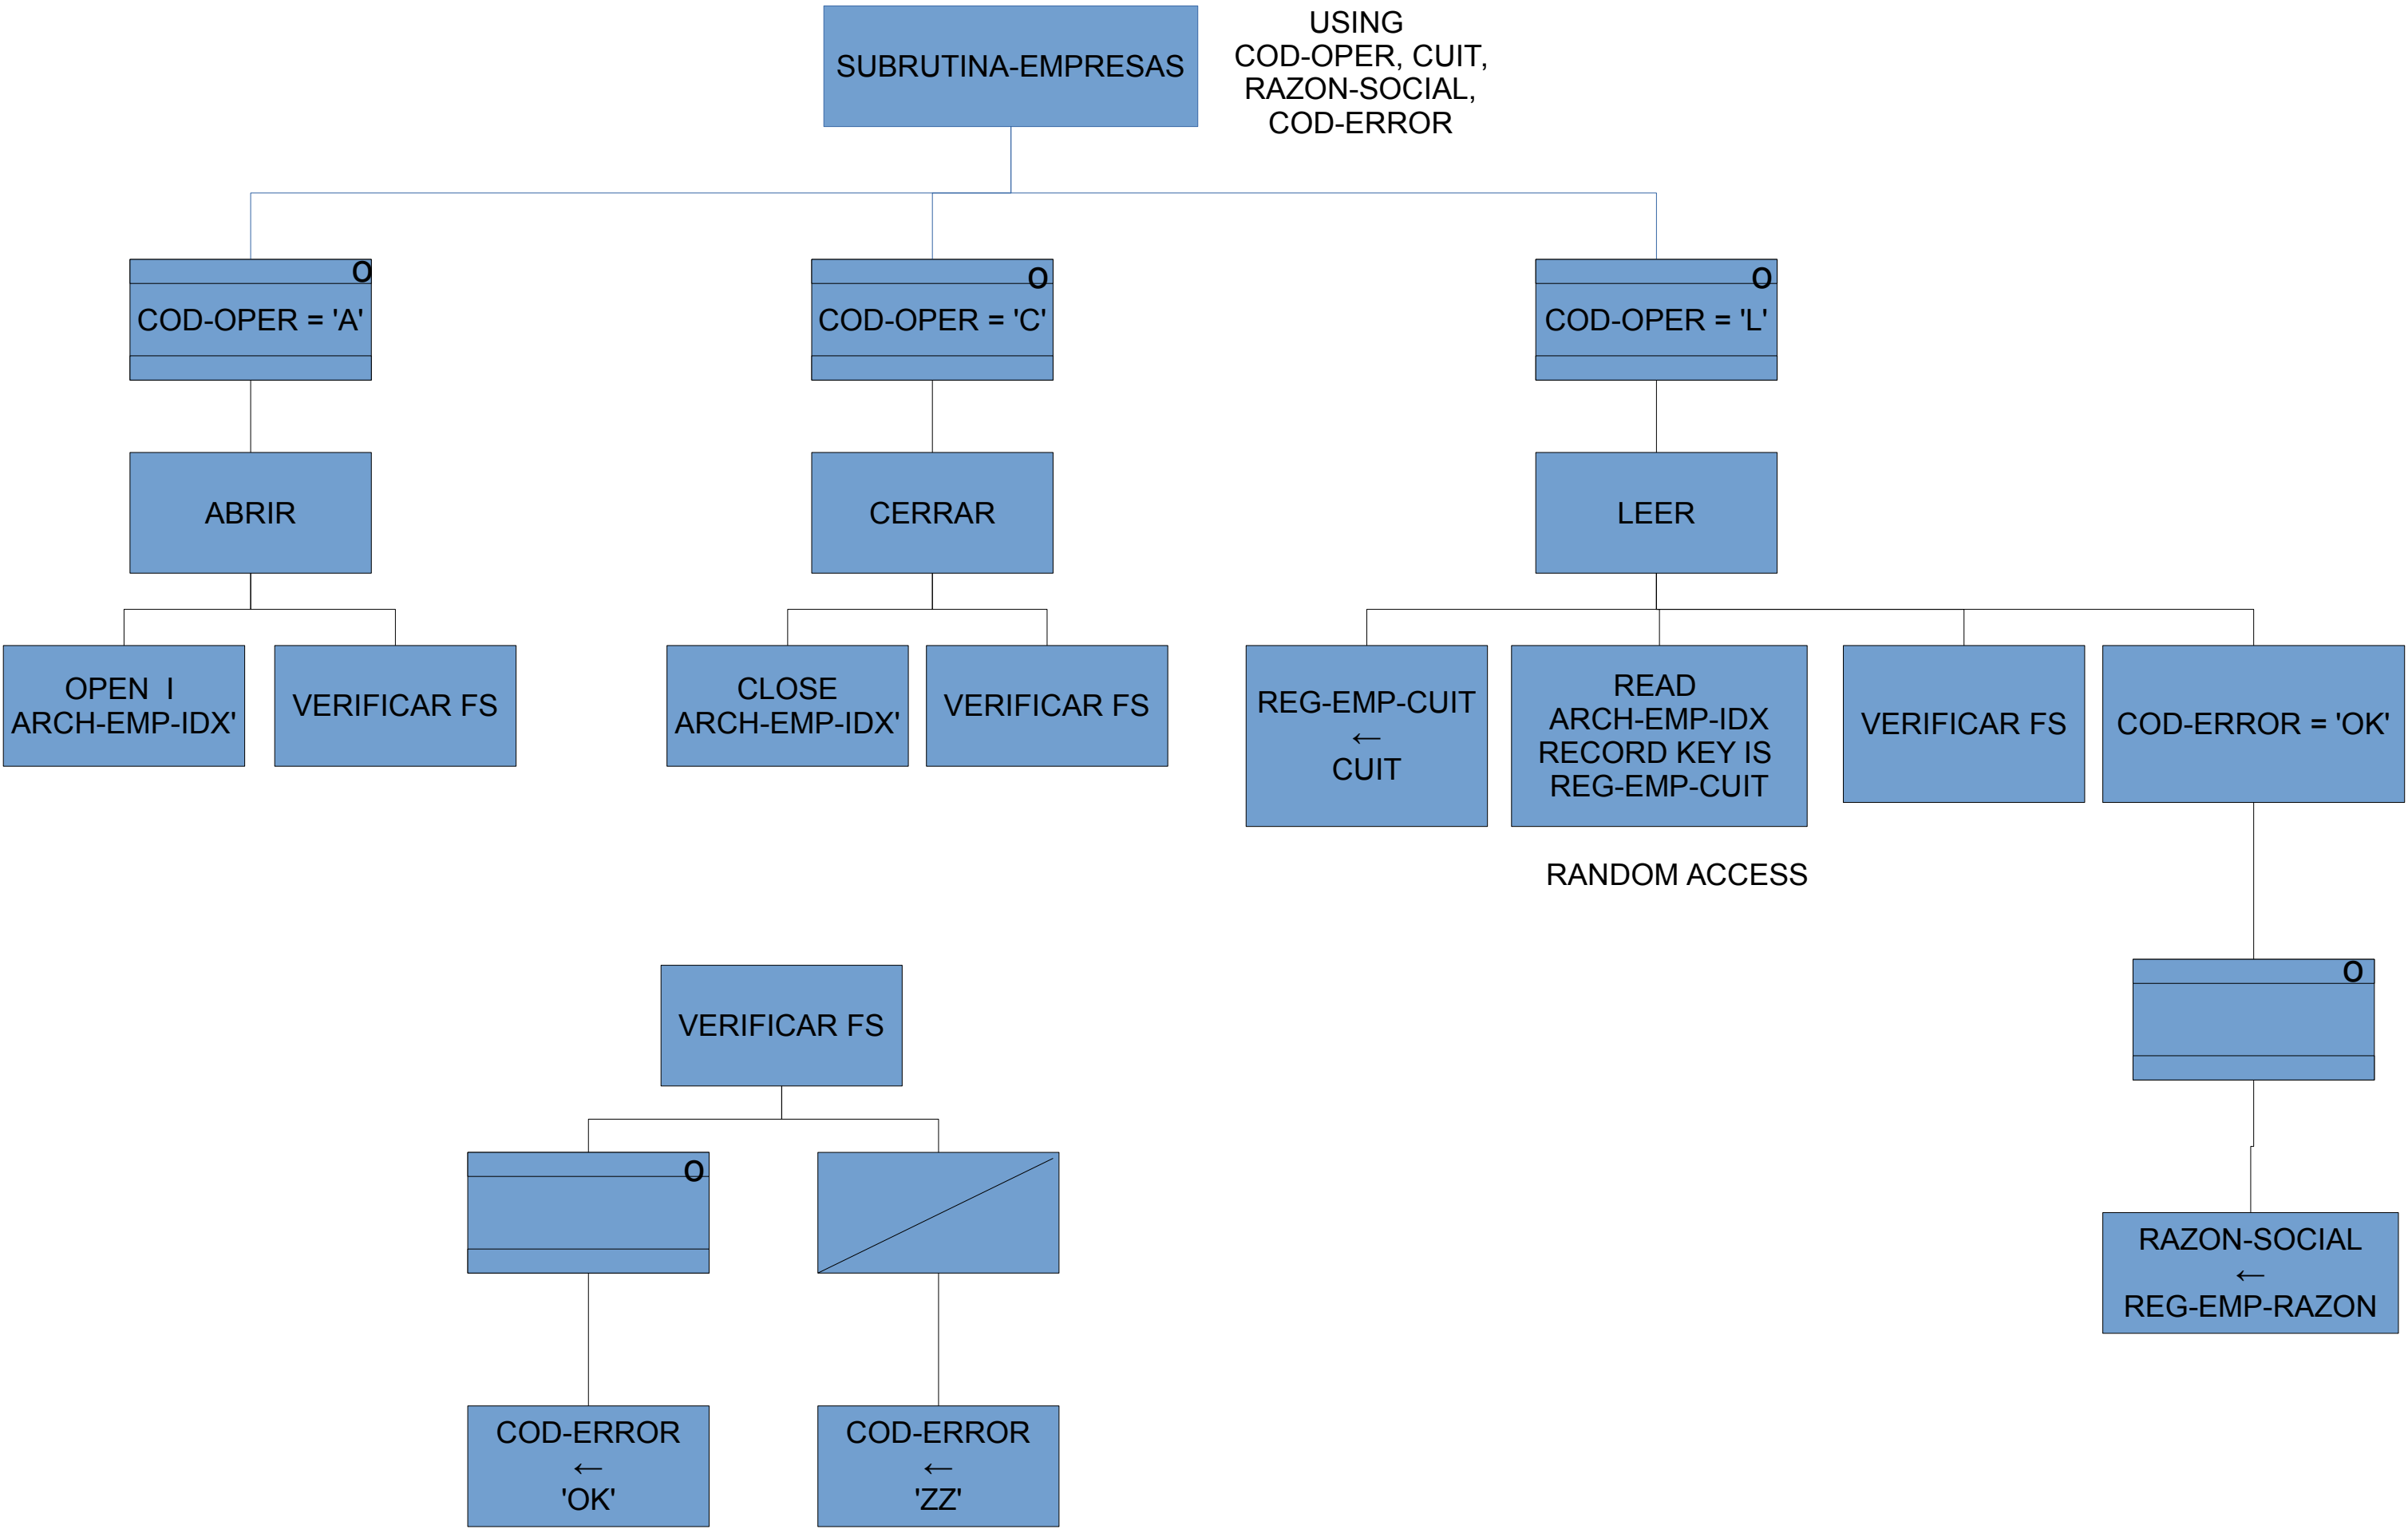 SUBRUTINA-EMPRESAS
USING
COD-OPER, CUIT,
RAZON-SOCIAL,
COD-ERROR
O
COD-OPER = 'A'
O
COD-OPER = 'C'
O
COD-OPER = 'L'
ABRIR
CERRAR
LEER
OPEN I
ARCH-EMP-IDX'
VERIFICAR FS
CLOSE
ARCH-EMP-IDX'
VERIFICAR FS
REG-EMP-CUIT
←
CUIT
READ
ARCH-EMP-IDX
RECORD KEY IS
REG-EMP-CUIT
VERIFICAR FS
COD-ERROR = 'OK'
RANDOM ACCESS
VERIFICAR FS
O
O
RAZON-SOCIAL
←
REG-EMP-RAZON
COD-ERROR
←
'OK'
COD-ERROR
←
'ZZ'